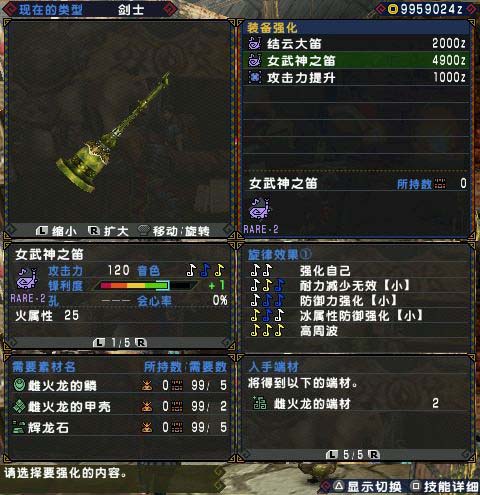 现在的类型 剑士
9959024z
装备强化
结云大笛 2000z
女武神之笛 4900z
攻击力提升 1000z
女武神之笛 所持数 0
RARE-2
L 缩小 R 扩大 移动/旋转
女武神之笛
攻击力 120 音色
锋利度 +1
孔 --- 会心率 0%
RARE-2
火属性 25
L 1/5 R
旋律效果①
强化自己
耐力减少无效【小】
防御力强化【小】
冰属性防御强化【小】
高周波
需要素材名 所持数/需要数
雌火龙的鳞 0 99/ 5
雌火龙的甲壳 0 99/ 2
辉龙石 0 99/ 5
入手端材
将得到以下的端材。
雌火龙的端材 2
L 5/5 R
请选择要强化的内容。
显示切换 技能详细